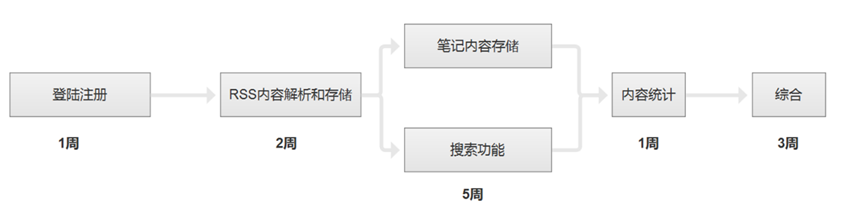 登陆注册
1周
RSS内容解析和存储
2周
笔记内容存储
搜索功能
5周
内容统计
1周
综合
3周